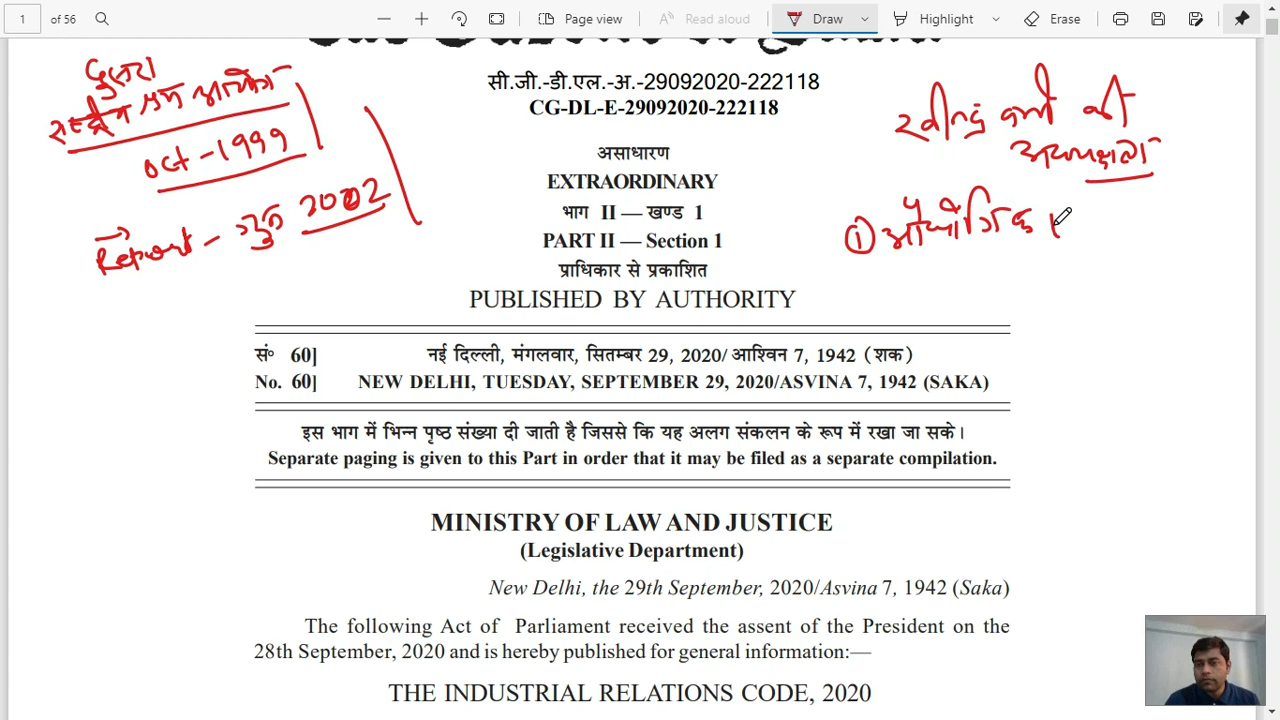 1 of 56 Page view Read aloud Draw Highlight Erase
सी.जी.डी.एल.-अ.-29092020-222118
CG-DL-E-29092020-222118
असाधारण
EXTRAORDINARY
भाग II — खण्ड 1
PART II — Section 1
प्राधिकार से प्रकाशित
PUBLISHED BY AUTHORITY
दूसरा
राष्ट्रीय श्रम आयोग
Oct - 1999
Report - जून 2002
रवीन्द्र वर्मा की
अध्यक्षता
① औद्योगिक
सं॰ 60] नई दिल्ली, मंगलवार, सितम्बर 29, 2020/ आश्विन 7, 1942 (शक)
No. 60] NEW DELHI, TUESDAY, SEPTEMBER 29, 2020/ASVINA 7, 1942 (SAKA)
इस भाग में भिन्न पृष्ठ संख्या दी जाती है जिससे कि यह अलग संकलन के रूप में रखा जा सके।
Separate paging is given to this Part in order that it may be filed as a separate compilation.
MINISTRY OF LAW AND JUSTICE
(Legislative Department)
New Delhi, the 29th September, 2020/Asvina 7, 1942 (Saka)
The following Act of Parliament received the assent of the President on the
28th September, 2020 and is hereby published for general information:—
THE INDUSTRIAL RELATIONS CODE, 2020